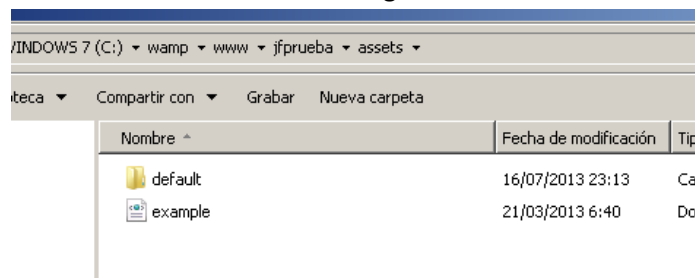 WINDOWS 7 (C:) ▾ wamp ▾ www ▾ jfprueba ▾ assets ▾
oteca ▾ Compartir con ▾ Grabar Nueva carpeta
Nombre Fecha de modificación Tip
default 16/07/2013 23:13 Ca
example 21/03/2013 6:40 Do